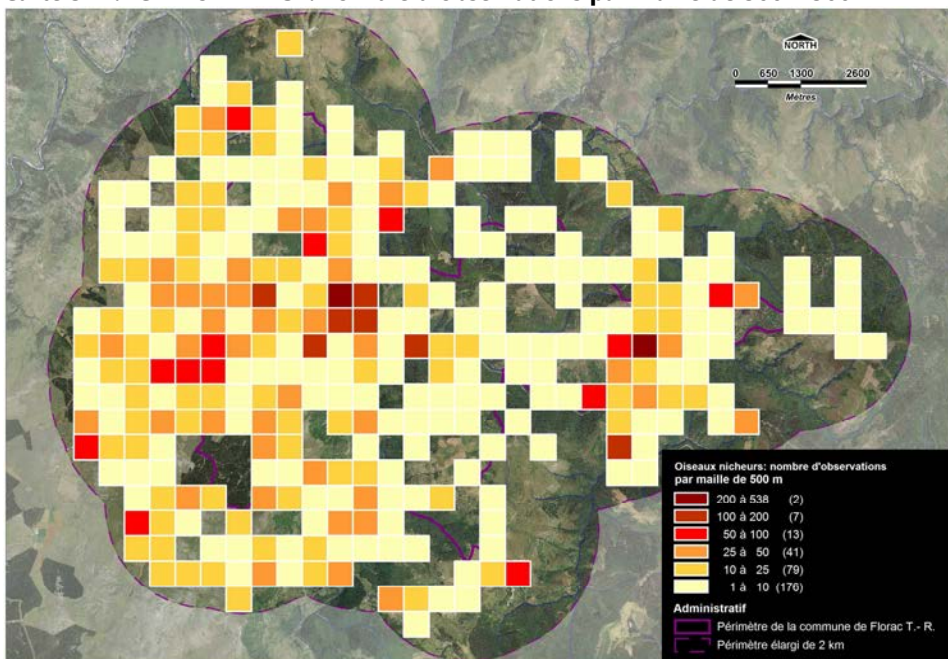 NORTH
0 650 1300 2600
Mètres
Oiseaux nicheurs: nombre d'observations
par maille de 500 m
200 à 538 (2)
100 à 200 (7)
50 à 100 (13)
25 à 50 (41)
10 à 25 (79)
1 à 10 (176)
Administratif
Périmètre de la commune de Florac T.- R.
Périmètre élargi de 2 km